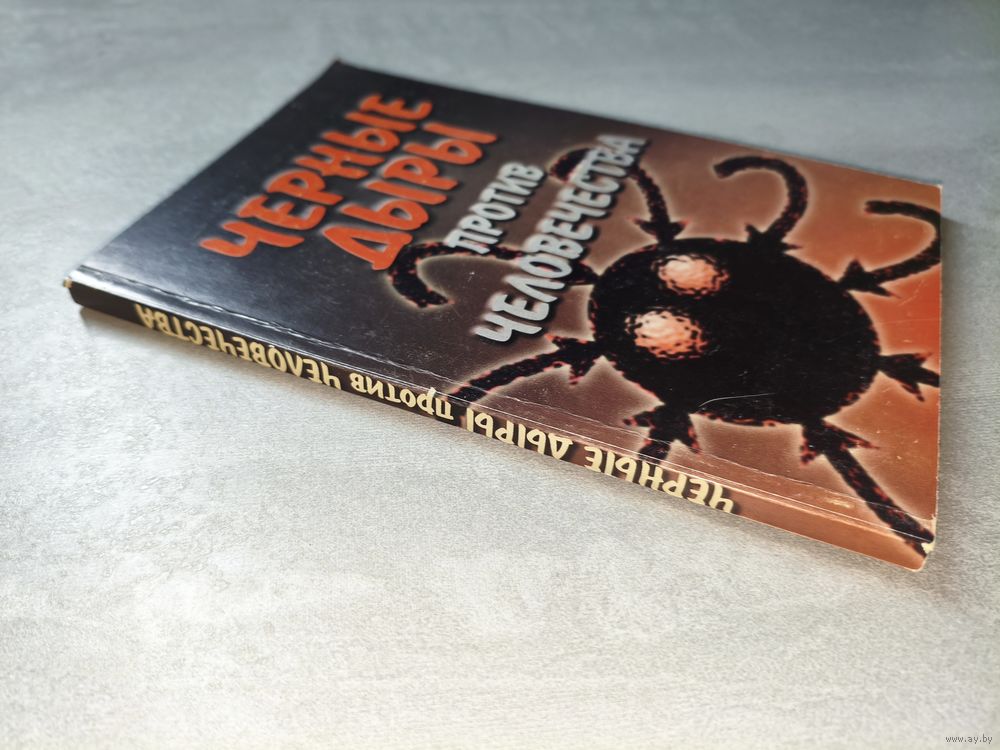 ЧЕРНЫЕ
ДЫРЫ
ПРОТИВ
ЧЕЛОВЕЧЕСТВА
ЧЕРНЫЕ ДЫРЫ ПРОТИВ ЧЕЛОВЕЧЕСТВА
www.ay.by